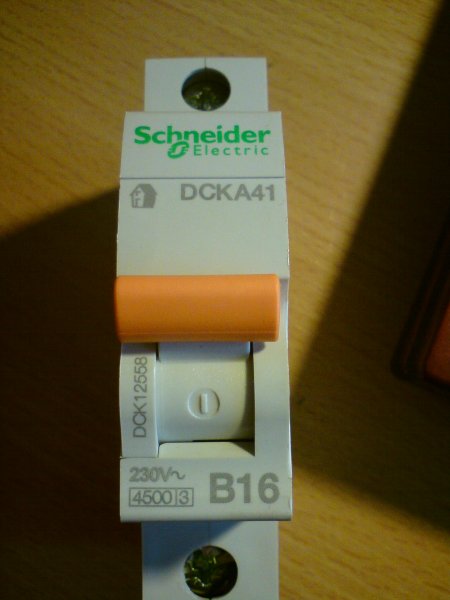 Schneider
Electric
DCKA41
DCK12558
I
230V~
4500 3
B16